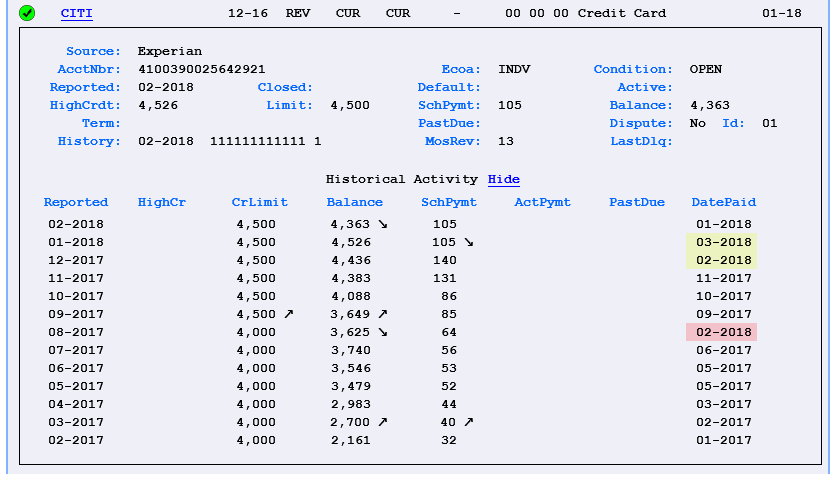 CITI 12-16 REV CUR CUR - 00 00 00 Credit Card 01-18
Source: Experian
AcctNbr: 4100390025642921 Ecoa: INDV Condition: OPEN
Reported: 02-2018 Closed: Default: Active:
HighCrdt: 4,526 Limit: 4,500 SchPymt: 105 Balance: 4,363
Term: PastDue: Dispute: No Id: 01
History: 02-2018 111111111111 1 MosRev: 13 LastDlq:
Historical Activity Hide
Reported HighCr CrLimit Balance SchPymt ActPymt PastDue DatePaid
02-2018 4,500 4,363 ↘ 105 01-2018
01-2018 4,500 4,526 105 ↘ 03-2018
12-2017 4,500 4,436 140 02-2018
11-2017 4,500 4,383 131 11-2017
10-2017 4,500 4,088 86 10-2017
09-2017 4,500 ↗ 3,649 ↗ 85 09-2017
08-2017 4,000 3,625 ↘ 64 02-2018
07-2017 4,000 3,740 56 06-2017
06-2017 4,000 3,546 53 05-2017
05-2017 4,000 3,479 52 05-2017
04-2017 4,000 2,983 44 03-2017
03-2017 4,000 2,700 ↗ 40 ↗ 02-2017
02-2017 4,000 2,161 32 01-2017